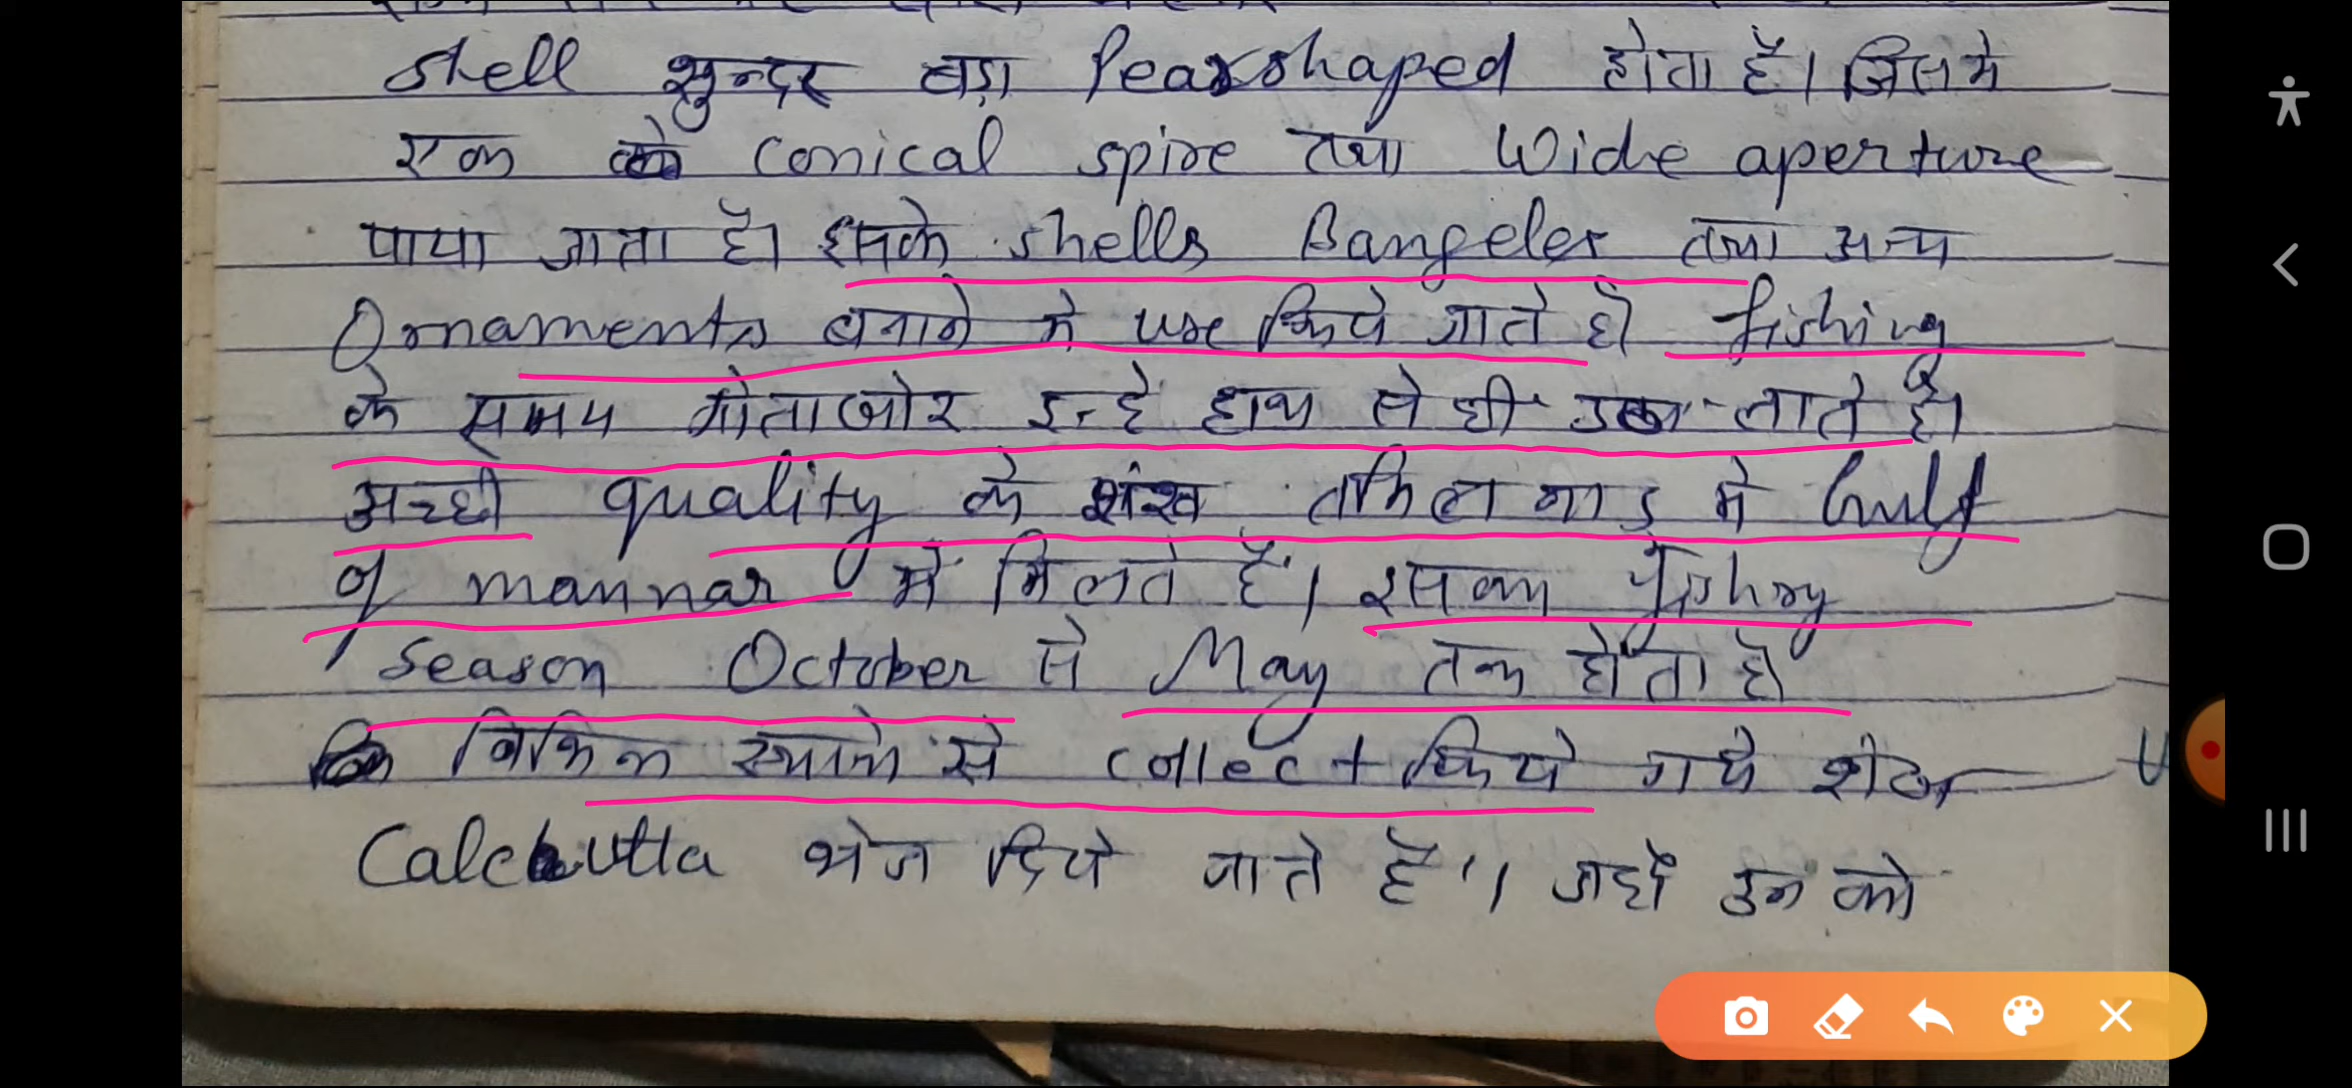 shell सुन्दर बड़ा Pearshaped होता है। जिसमे
एक conical spire तथा Wide aperture
पाया जाता है। इसके shells Bangeles तथा अन्य
Ornaments बनाने मे use किये जाते है। fishing
के समय गोताखोर इन्हे हाथ से ही उठा लाते है।
अच्छी quality के शंख तमिलनाडु मे Gulf
of mannar में मिलते हैं। इसका fishry
season October से May तक होता है।
स्थानो से collect किये गये शंख
Calcutta भेज दिये जाते है। जहाँ उनको